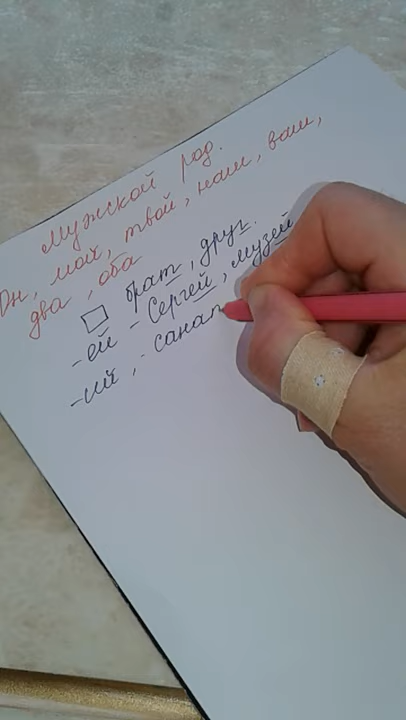 Мужской род.
Он, мой, твой, наш, ваш,
два, оба
брат, друг.
-ей - Сергей, музей
-ий, - санат